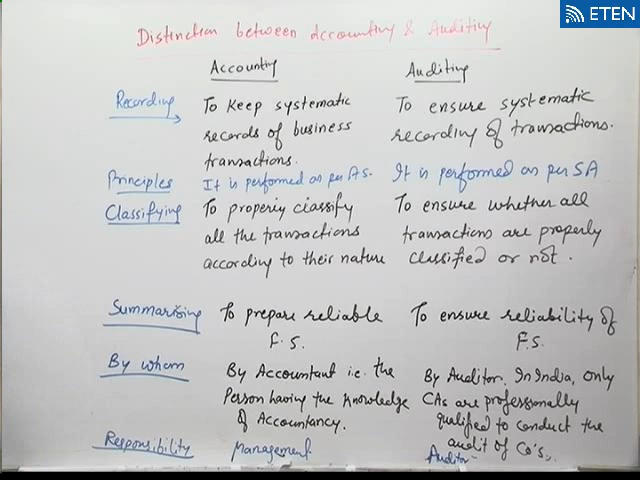 ETEN
Distinction between Accounting & Auditing
Accounting
Auditing
Recording
To Keep systematic
records of business
transactions.
To ensure systematic
recording of transactions.
Principles
It is performed as per AS.
It is performed as per SA
Classifying
To properly classify
all the transactions
according to their nature
To ensure whether all
transactions are properly
classified or not.
Summarising
To prepare reliable
F.S.
To ensure reliability of
F.S.
By whom
By Accountant i.e. the
Person having the Knowledge
of Accountancy.
By Auditor. In India, only
CAs are professionally
qualified to conduct the
audit of Co's.
Responsibility
Management.
Auditor